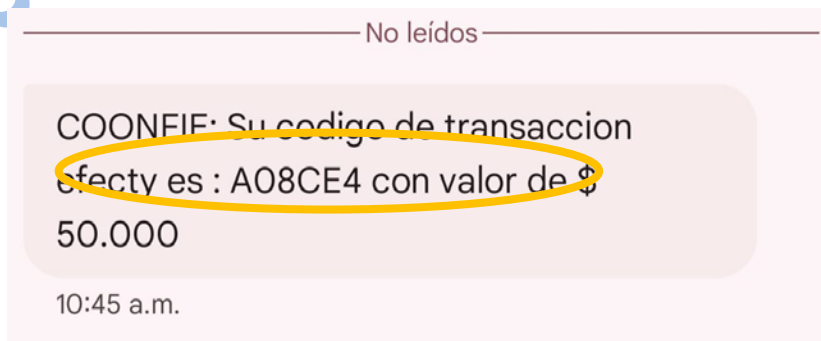 No leídos
COONFIE: Su codigo de transaccion
efecty es : A08CE4 con valor de $
50.000
10:45 a.m.